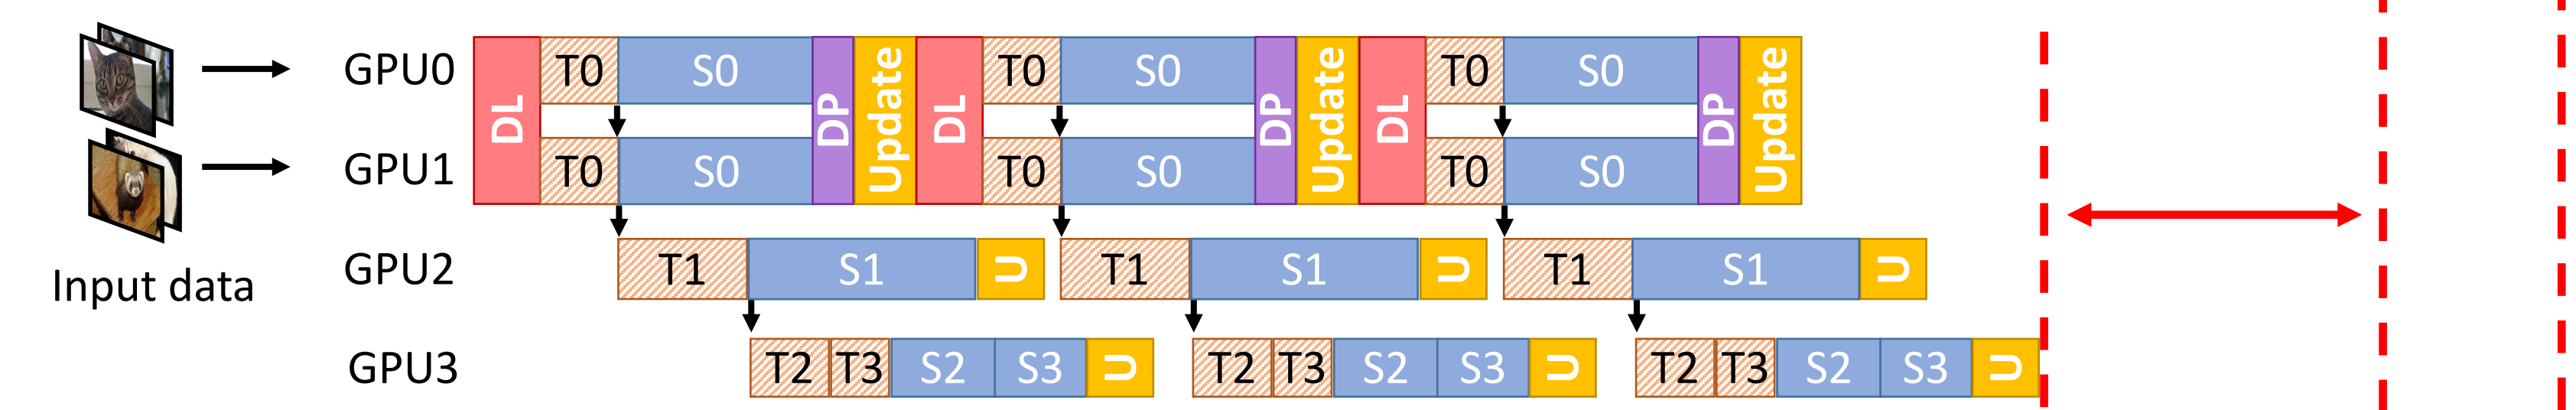 GPU0 DL T0 S0 DP Update DL T0 S0 DP Update DL T0 S0 DP Update
GPU1 T0 S0 T0 S0 T0 S0
Input data
GPU2 T1 S1 U T1 S1 U T1 S1 U
GPU3 T2 T3 S2 S3 U T2 T3 S2 S3 U T2 T3 S2 S3 U